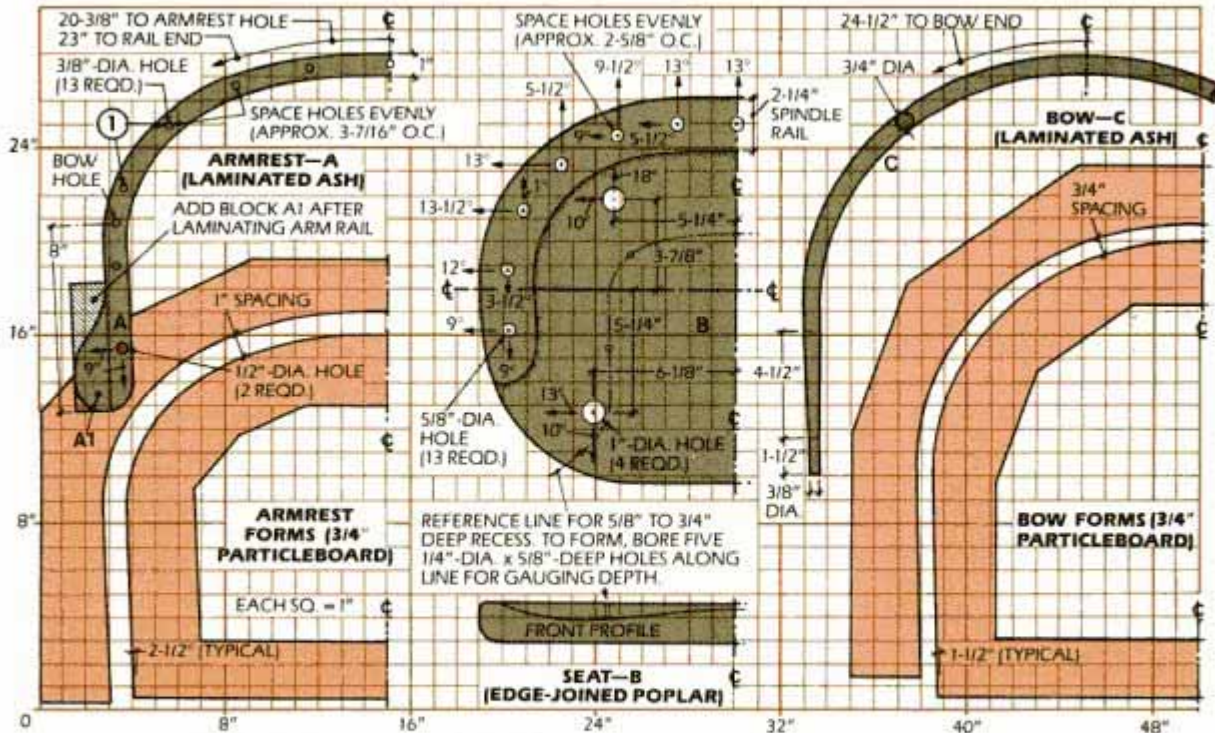 20-3/8" TO ARMREST HOLE
23" TO RAIL END
3/8"-DIA. HOLE
(13 REQD.)
1"
1
SPACE HOLES EVENLY
(APPROX. 3-7/16" O.C.)
24"
ARMREST—A
(LAMINATED ASH)
BOW
HOLE
ADD BLOCK A1 AFTER
LAMINATING ARM RAIL
8"
1" SPACING
16"
A
9°
1/2"-DIA. HOLE
(2 REQD.)
A1
8"
ARMREST
FORMS (3/4"
PARTICLEBOARD)
EACH SQ. = 1"
2-1/2" (TYPICAL)
SPACE HOLES EVENLY
(APPROX. 2-5/8" O.C.)
9-1/2°
13°
13°
5-1/2°
2-1/4"
SPINDLE
RAIL
9°
5-1/2°
13°
1°
18°
13-1/2°
10°
5-1/4"
3-7/8"
12°
3-1/2°
9°
5-1/4"
B
6-1/8"
9°
13°
10°
5/8"-DIA.
HOLE
(13 REQD.)
1"-DIA. HOLE
(4 REQD.)
REFERENCE LINE FOR 5/8" TO 3/4"
DEEP RECESS. TO FORM, BORE FIVE
1/4"-DIA. x 5/8"-DEEP HOLES ALONG
LINE FOR GAUGING DEPTH.
FRONT PROFILE
SEAT—B
(EDGE-JOINED POPLAR)
24-1/2" TO BOW END
3/4" DIA.
BOW—C
(LAMINATED ASH)
C
3/4"
SPACING
4-1/2"
1-1/2"
3/8"
DIA.
BOW FORMS (3/4"
PARTICLEBOARD)
1-1/2" (TYPICAL)
0
8"
16"
24"
32"
40"
48"